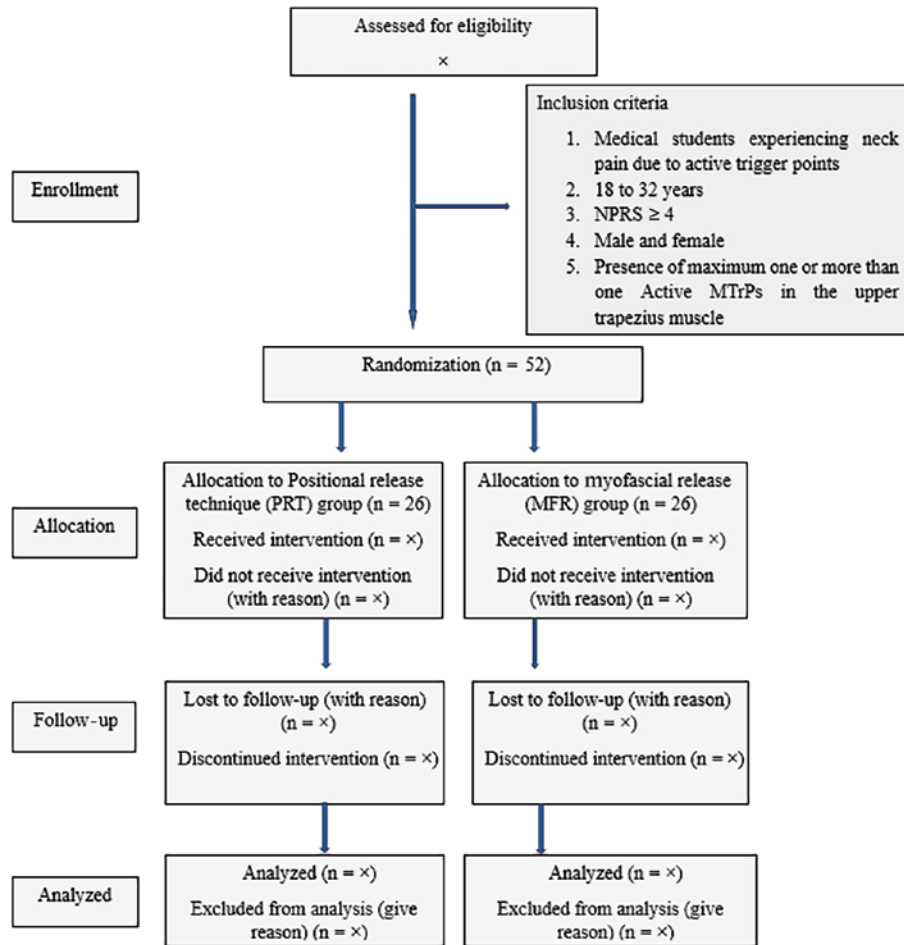 Assessed for eligibility
×
Inclusion criteria
1. Medical students experiencing neck
pain due to active trigger points
2. 18 to 32 years
3. NPRS ≥ 4
4. Male and female
5. Presence of maximum one or more than
one Active MTrPs in the upper
trapezius muscle
Enrollment
Randomization (n = 52)
Allocation
Allocation to Positional release
technique (PRT) group (n = 26)
Received intervention (n = ×)
Did not receive intervention
(with reason) (n = ×)
Allocation to myofascial release
(MFR) group (n = 26)
Received intervention (n = ×)
Did not receive intervention
(with reason) (n = ×)
Follow-up
Lost to follow-up (with reason)
(n = ×)
Discontinued intervention (n = ×)
Lost to follow-up (with reason)
(n = ×)
Discontinued intervention (n = ×)
Analyzed
Analyzed (n = ×)
Excluded from analysis (give
reason) (n = ×)
Analyzed (n = ×)
Excluded from analysis (give
reason) (n = ×)